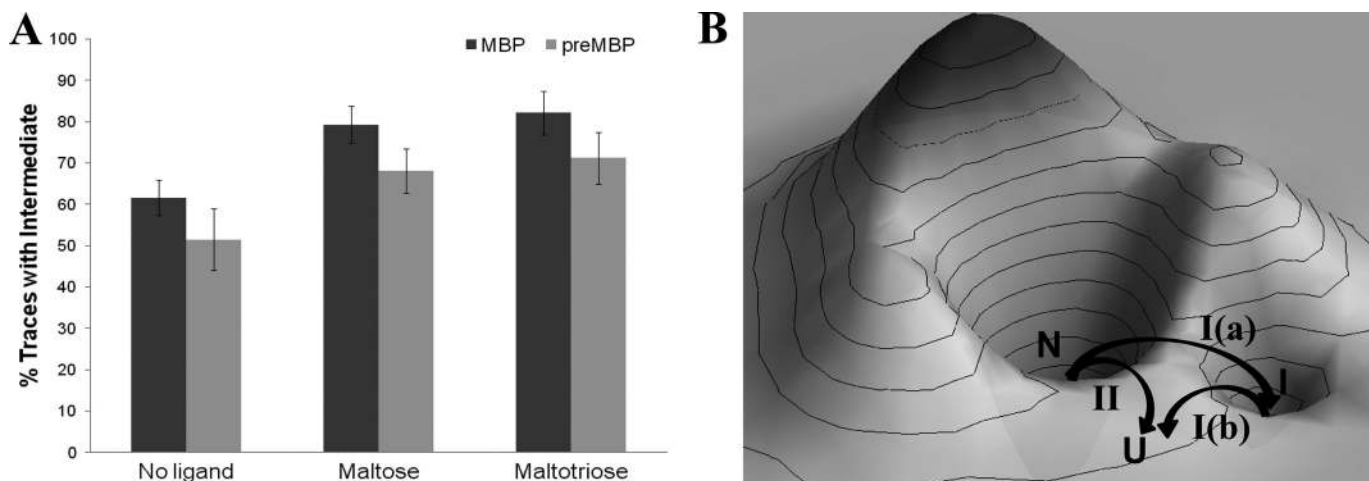 A
% Traces with Intermediate
100
90
80
70
60
50
40
30
20
10
0
MBP
preMBP
No ligand
Maltose
Maltotriose
B
N
I(a)
II
I
I(b)
U